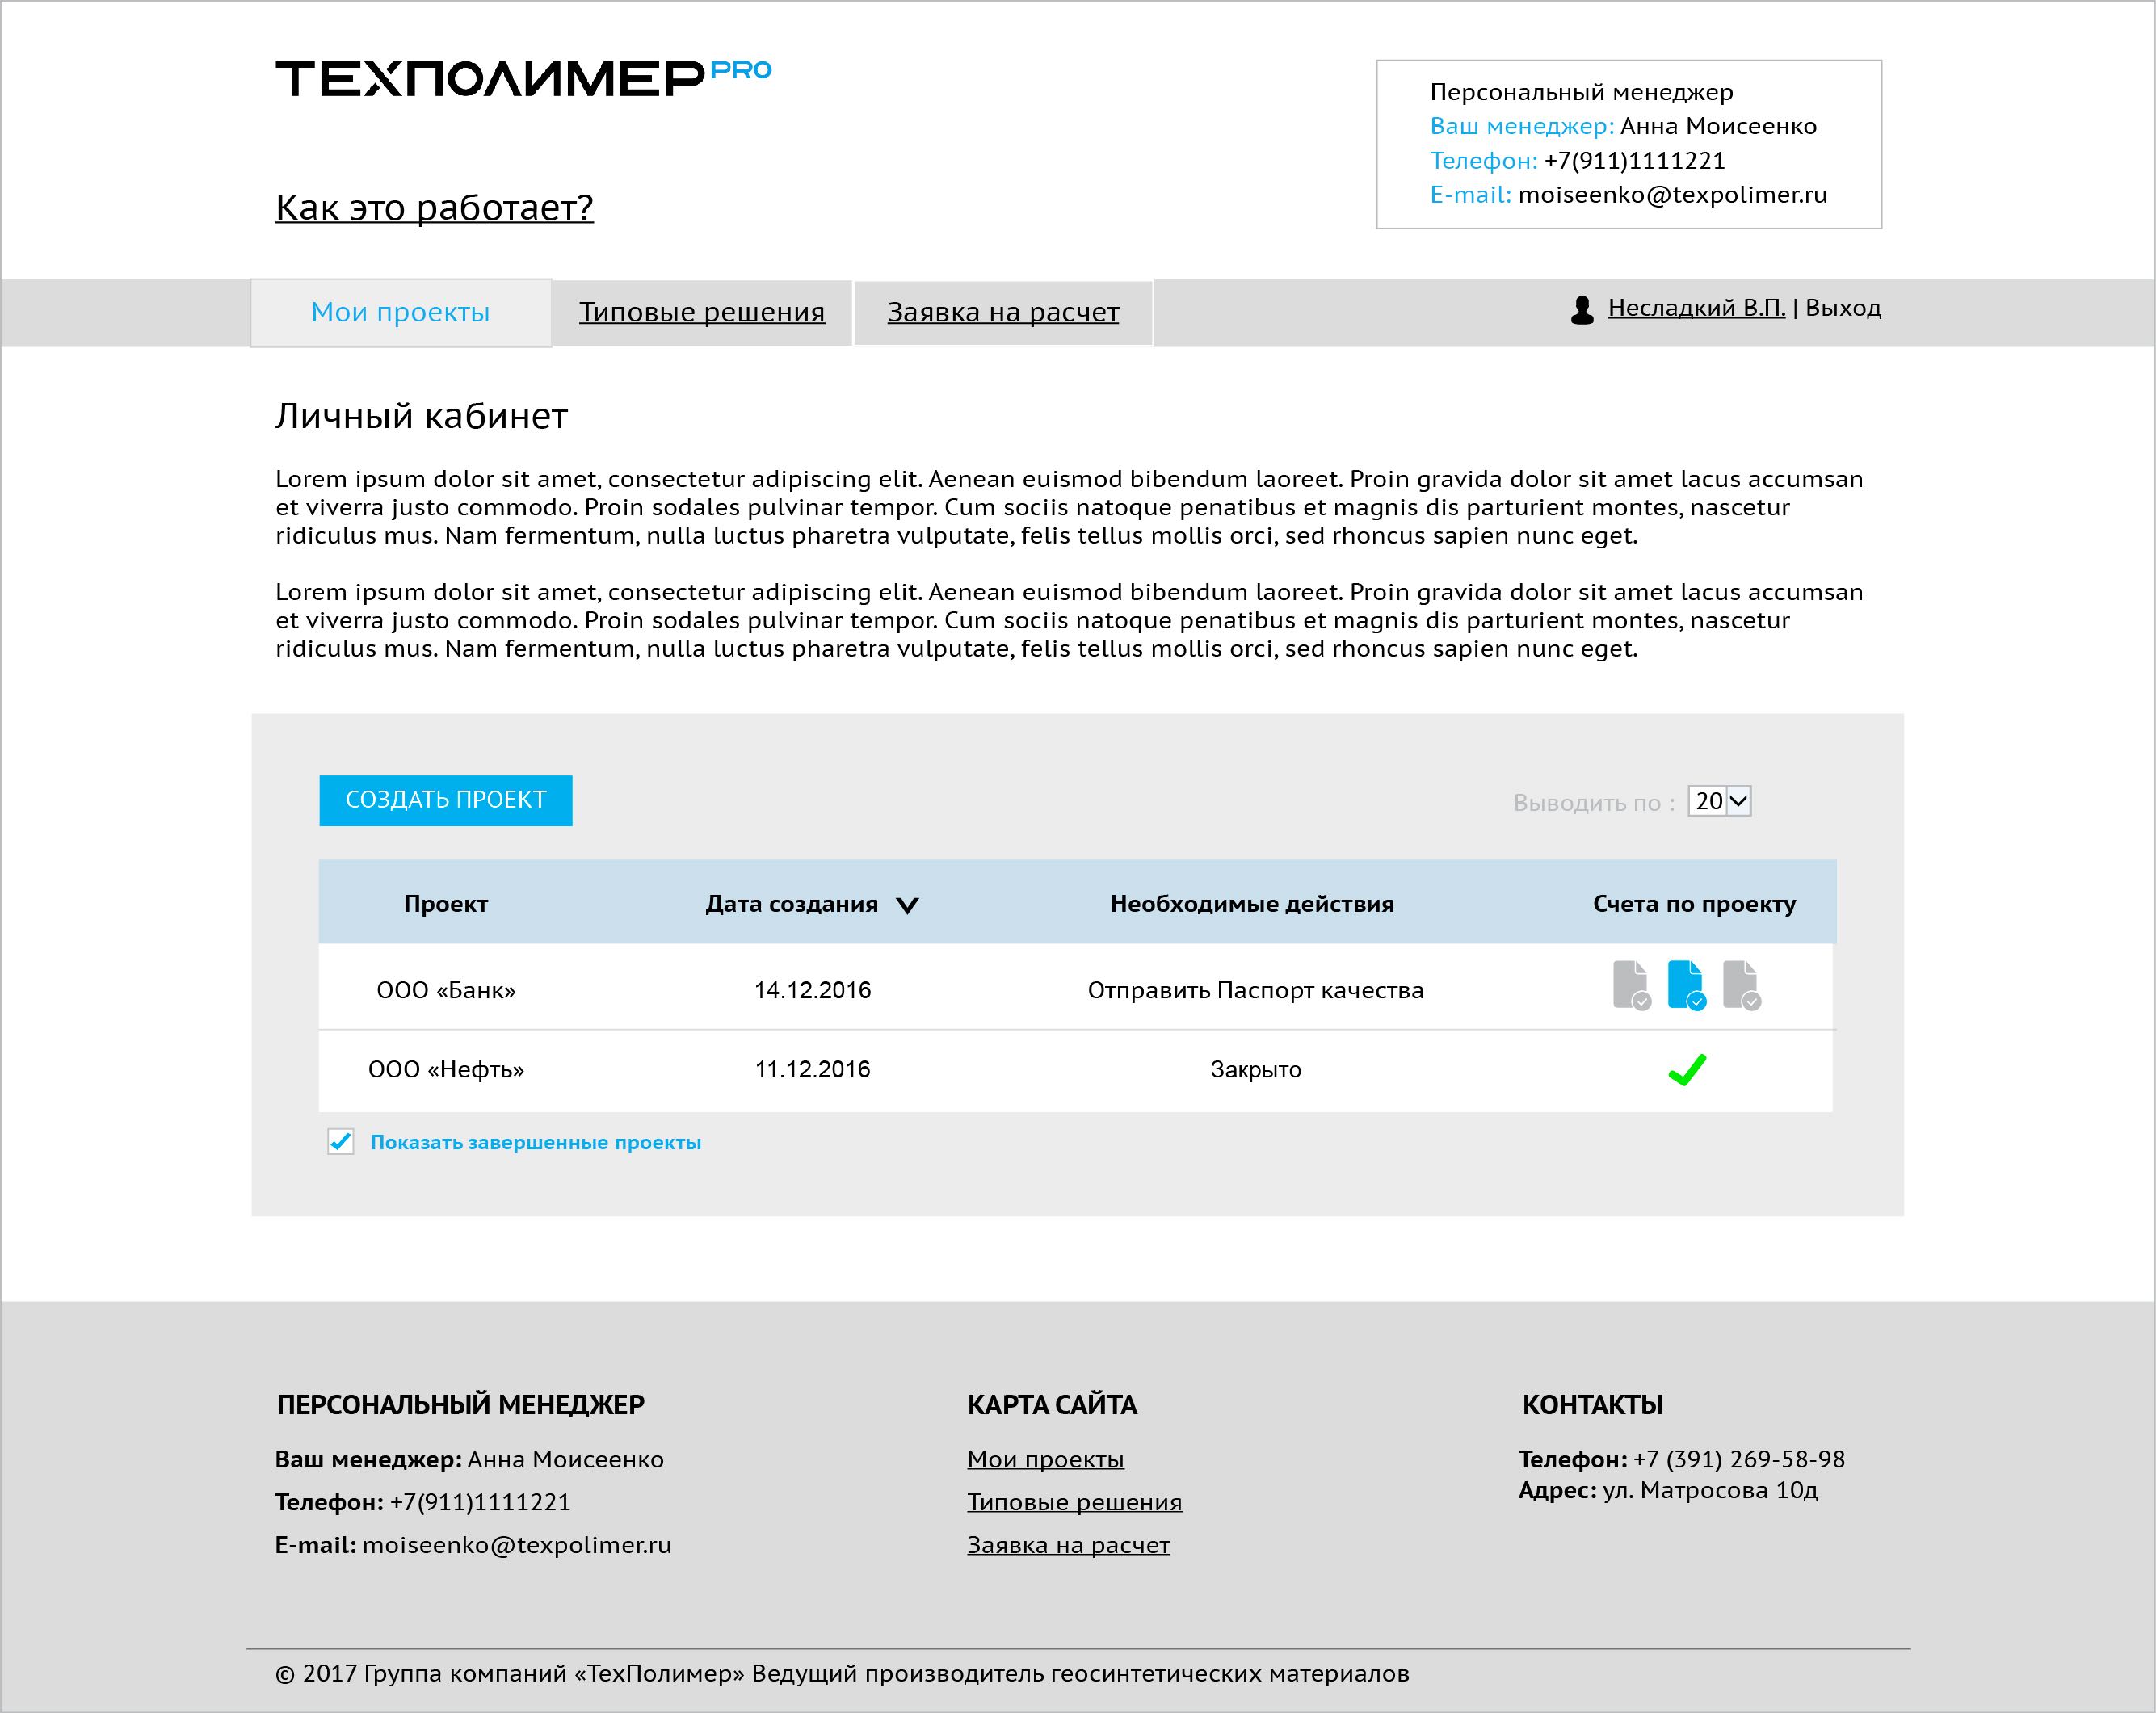 ТЕХПОЛИМЕР PRO
Персональный менеджер
Ваш менеджер: Анна Моисеенко
Телефон: +7(911)1111221
E-mail: moiseenko@texpolimer.ru
Как это работает?
Мои проекты Типовые решения Заявка на расчет Несладкий В.П. | Выход
Личный кабинет
Lorem ipsum dolor sit amet, consectetur adipiscing elit. Aenean euismod bibendum laoreet. Proin gravida dolor sit amet lacus accumsan
et viverra justo commodo. Proin sodales pulvinar tempor. Cum sociis natoque penatibus et magnis dis parturient montes, nascetur
ridiculus mus. Nam fermentum, nulla luctus pharetra vulputate, felis tellus mollis orci, sed rhoncus sapien nunc eget.
Lorem ipsum dolor sit amet, consectetur adipiscing elit. Aenean euismod bibendum laoreet. Proin gravida dolor sit amet lacus accumsan
et viverra justo commodo. Proin sodales pulvinar tempor. Cum sociis natoque penatibus et magnis dis parturient montes, nascetur
ridiculus mus. Nam fermentum, nulla luctus pharetra vulputate, felis tellus mollis orci, sed rhoncus sapien nunc eget.
СОЗДАТЬ ПРОЕКТ Выводить по : 20
Проект Дата создания Необходимые действия Счета по проекту
ООО «Банк» 14.12.2016 Отправить Паспорт качества
ООО «Нефть» 11.12.2016 Закрыто
Показать завершенные проекты
ПЕРСОНАЛЬНЫЙ МЕНЕДЖЕР
Ваш менеджер: Анна Моисеенко
Телефон: +7(911)1111221
E-mail: moiseenko@texpolimer.ru
КАРТА САЙТА
Мои проекты
Типовые решения
Заявка на расчет
КОНТАКТЫ
Телефон: +7 (391) 269-58-98
Адрес: ул. Матросова 10д
© 2017 Группа компаний «ТехПолимер» Ведущий производитель геосинтетических материалов